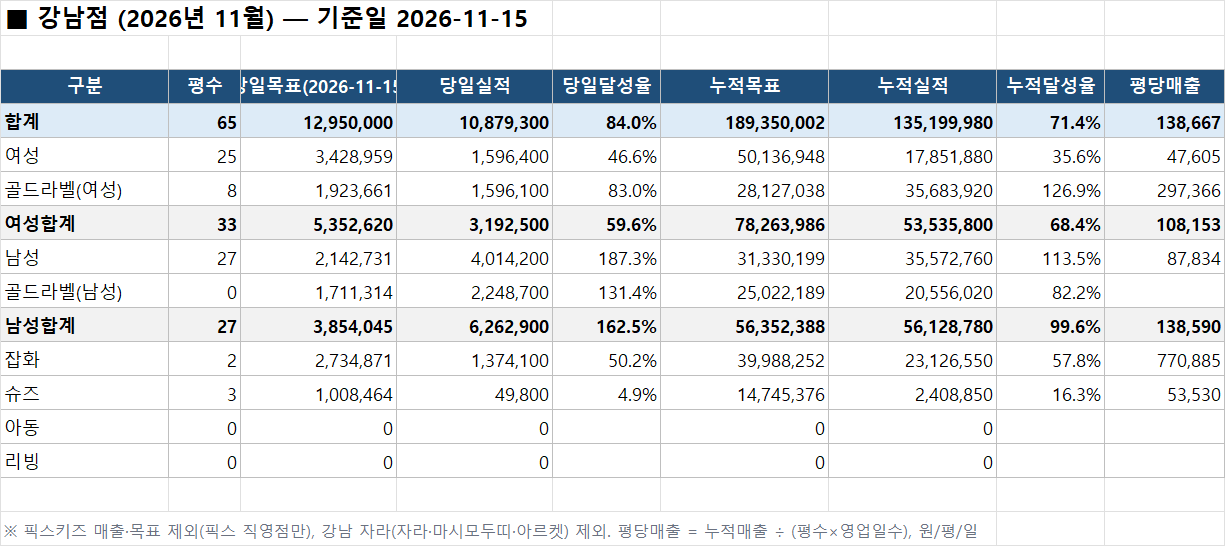 ■ 강남점 (2026년 11월) — 기준일 2026-11-15
구분 평수 당일목표(2026-11-15 당일실적 당일달성율 누적목표 누적실적 누적달성율 평당매출
합계 65 12,950,000 10,879,300 84.0% 189,350,002 135,199,980 71.4% 138,667
여성 25 3,428,959 1,596,400 46.6% 50,136,948 17,851,880 35.6% 47,605
골드라벨(여성) 8 1,923,661 1,596,100 83.0% 28,127,038 35,683,920 126.9% 297,366
여성합계 33 5,352,620 3,192,500 59.6% 78,263,986 53,535,800 68.4% 108,153
남성 27 2,142,731 4,014,200 187.3% 31,330,199 35,572,760 113.5% 87,834
골드라벨(남성) 0 1,711,314 2,248,700 131.4% 25,022,189 20,556,020 82.2%
남성합계 27 3,854,045 6,262,900 162.5% 56,352,388 56,128,780 99.6% 138,590
잡화 2 2,734,871 1,374,100 50.2% 39,988,252 23,126,550 57.8% 770,885
슈즈 3 1,008,464 49,800 4.9% 14,745,376 2,408,850 16.3% 53,530
아동 0 0 0 0 0
리빙 0 0 0 0 0
※ 픽스키즈 매출·목표 제외(픽스 직영점만), 강남 자라(자라·마시모두띠·아르켓) 제외. 평당매출 = 누적매출 ÷ (평수×영업일수), 원/평/일